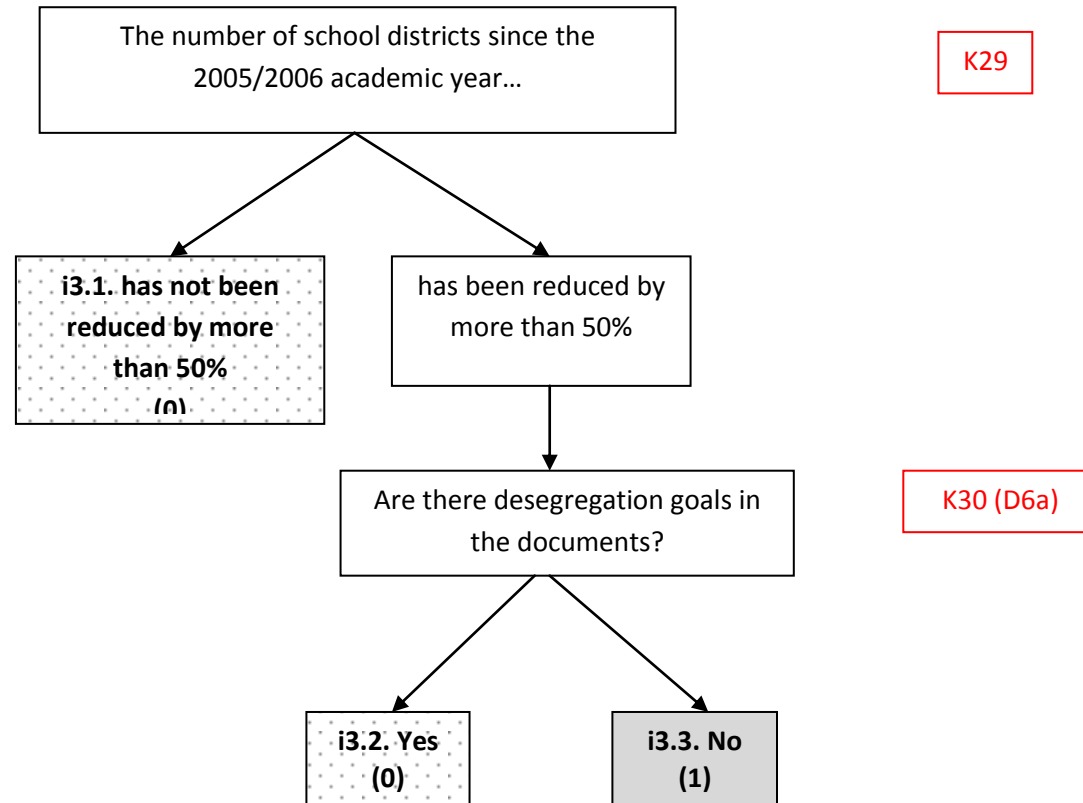 The number of school districts since the
2005/2006 academic year…
K29
i3.1. has not been
reduced by more
than 50%
(0)
has been reduced by
more than 50%
Are there desegregation goals in
the documents?
K30 (D6a)
i3.2. Yes
(0)
i3.3. No
(1)